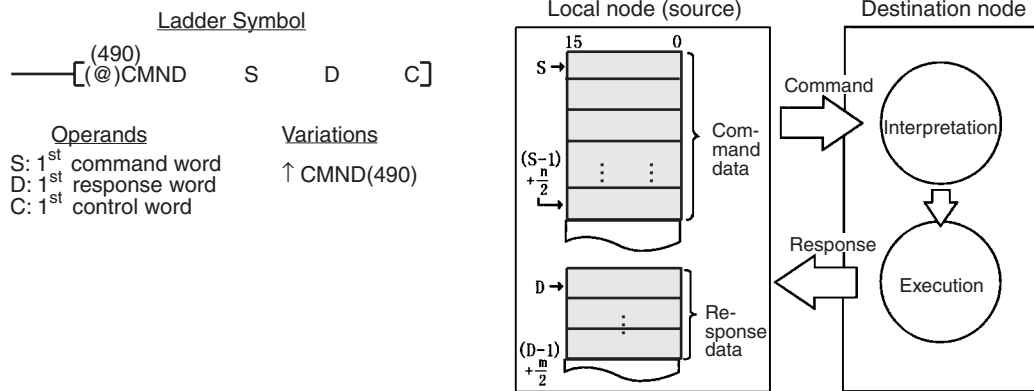 Ladder Symbol
(490)
(@)CMND S D C
Operands
S: 1st command word
D: 1st response word
C: 1st control word
Variations
↑ CMND(490)
Local node (source)
15 0
S →
Com-
mand
data
(S-1)
+ n/2
D →
Re-
sponse
data
(D-1)
+ m/2
Command
Response
Destination node
Interpretation
Execution